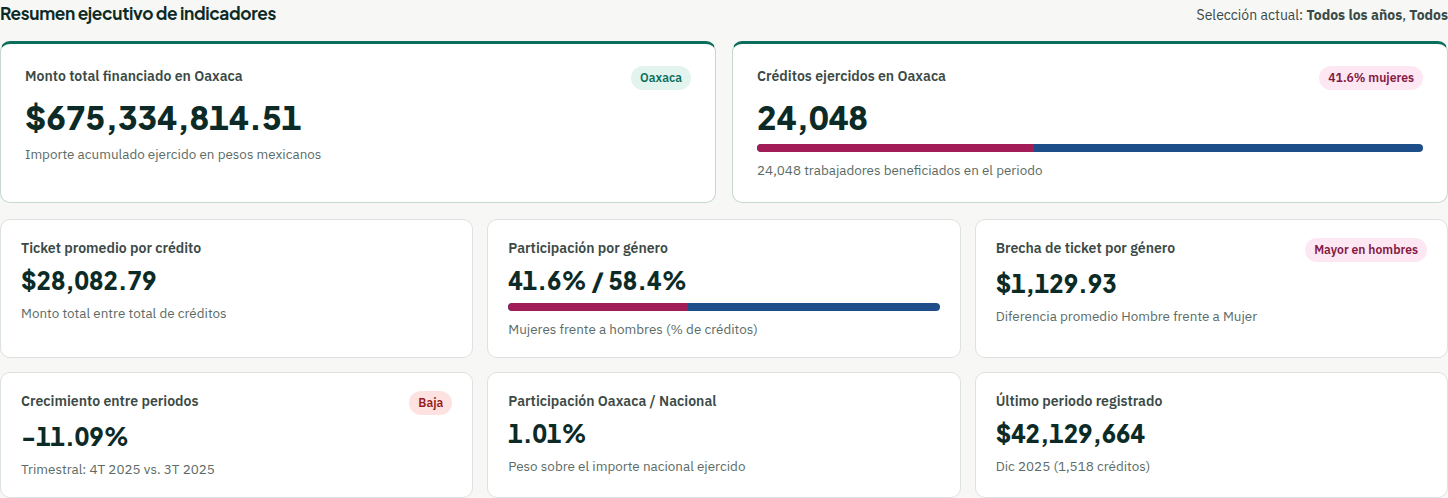 Resumen ejecutivo de indicadores
Selección actual: Todos los años, Todos
Monto total financiado en Oaxaca
Oaxaca
$675,334,814.51
Importe acumulado ejercido en pesos mexicanos
Créditos ejercidos en Oaxaca
41.6% mujeres
24,048
24,048 trabajadores beneficiados en el periodo
Ticket promedio por crédito
$28,082.79
Monto total entre total de créditos
Participación por género
41.6% / 58.4%
Mujeres frente a hombres (% de créditos)
Brecha de ticket por género
Mayor en hombres
$1,129.93
Diferencia promedio Hombre frente a Mujer
Crecimiento entre periodos
Baja
-11.09%
Trimestral: 4T 2025 vs. 3T 2025
Participación Oaxaca / Nacional
1.01%
Peso sobre el importe nacional ejercido
Último periodo registrado
$42,129,664
Dic 2025 (1,518 créditos)